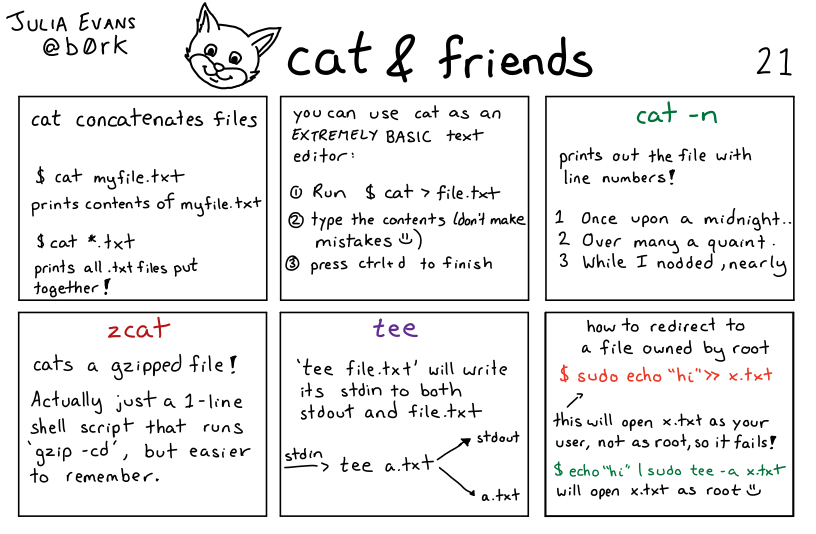 JULIA EVANS
@b0rk
cat & friends
21
cat concatenates files
$ cat myfile.txt
prints contents of myfile.txt
$ cat *.txt
prints all .txt files put
together!
you can use cat as an
EXTREMELY BASIC text
editor:
① Run $ cat > file.txt
② type the contents (don't make
mistakes ☺)
③ press ctrl+d to finish
cat -n
prints out the file with
line numbers!
1 Once upon a midnight..
2 Over many a quaint.
3 While I nodded, nearly
zcat
cats a gzipped file!
Actually just a 1-line
shell script that runs
`gzip -cd`, but easier
to remember.
tee
`tee file.txt' will write
its stdin to both
stdout and file.txt
stdin
tee a.txt
stdout
a.txt
how to redirect to
a file owned by root
$ sudo echo "hi" >> x.txt
this will open x.txt as your
user, not as root, so it fails!
$ echo "hi" | sudo tee -a x.txt
will open x.txt as root ☺